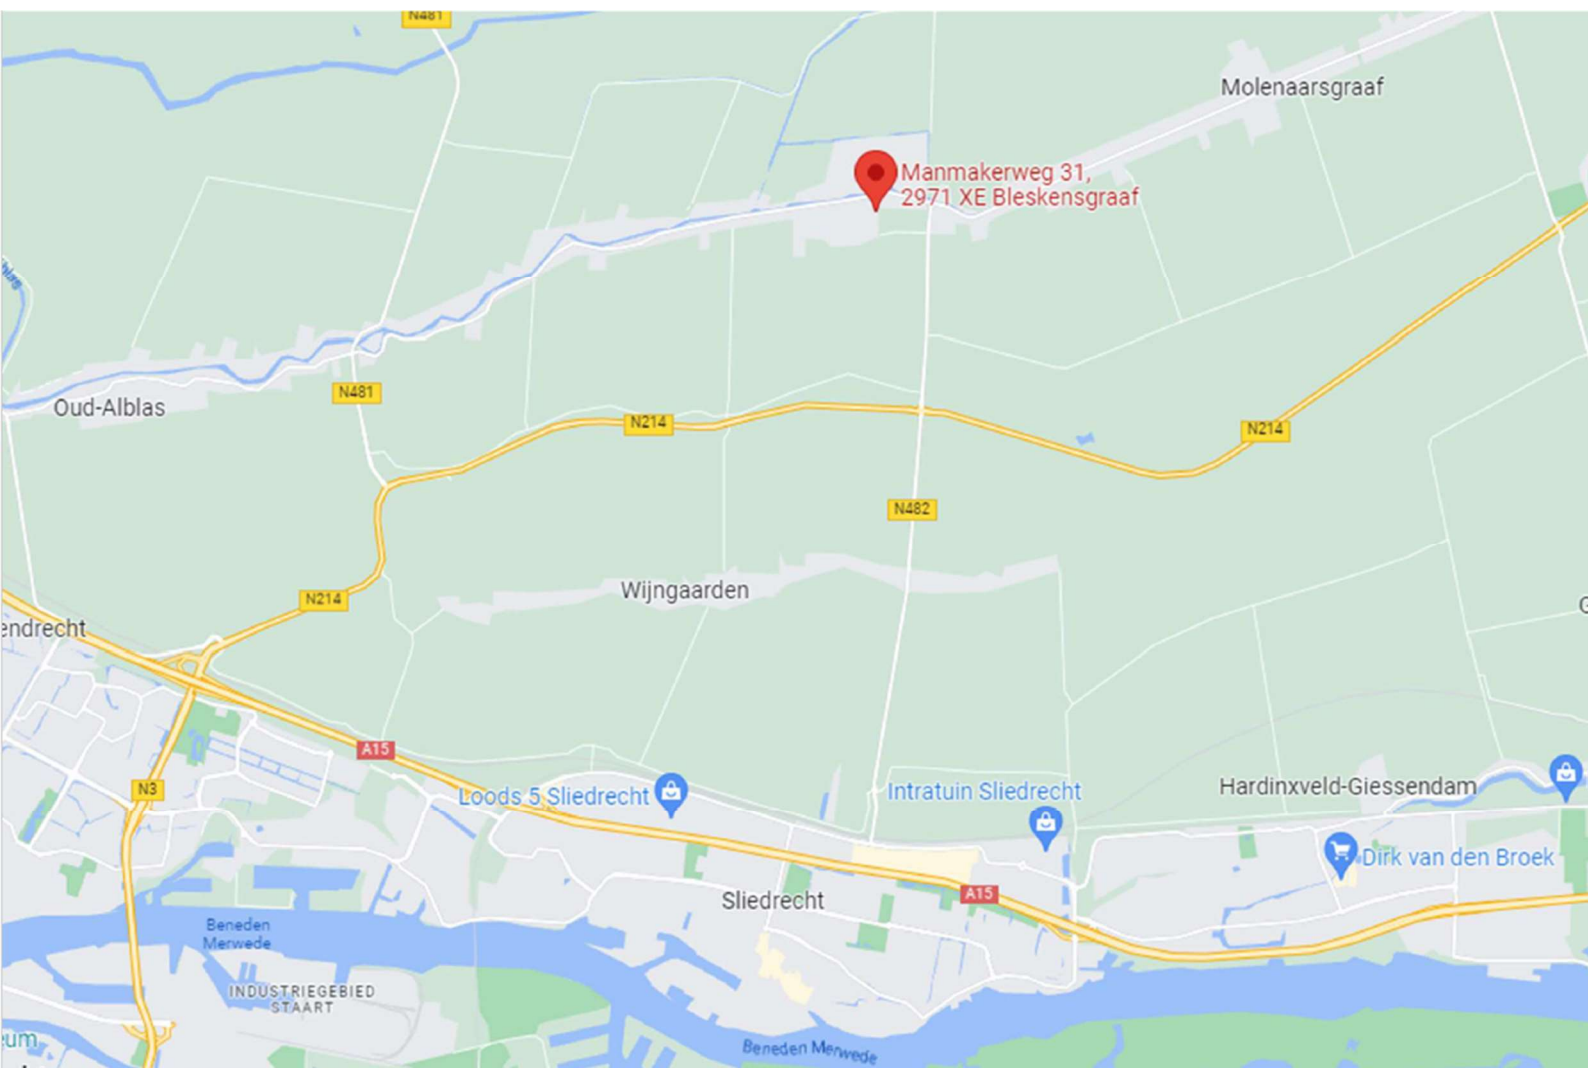 N481
Molenaarsgraaf
Manmakerweg 31,
2971 XE Bleskensgraaf
N481
Oud-Alblas
N214
N214
N482
Wijngaarden
N214
endrecht
G
A15
N3
Loods 5 Sliedrecht
Intratuin Sliedrecht
Hardinxveld-Giessendam
Dirk van den Broek
Sliedrecht
A15
Beneden
Merwede
INDUSTRIEGEBIED
STAART
eum
Beneden Merwede